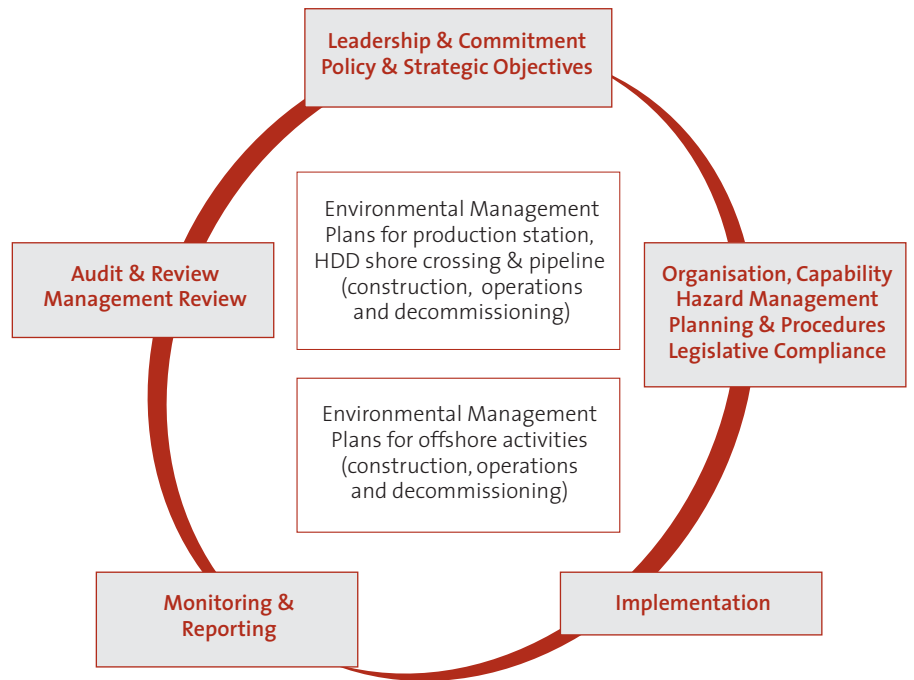 Leadership & Commitment
Policy & Strategic Objectives
Environmental Management
Plans for production station,
HDD shore crossing & pipeline
(construction, operations
and decommissioning)
Audit & Review
Management Review
Organisation, Capability
Hazard Management
Planning & Procedures
Legislative Compliance
Environmental Management
Plans for offshore activities
(construction, operations
and decommissioning)
Monitoring &
Reporting
Implementation